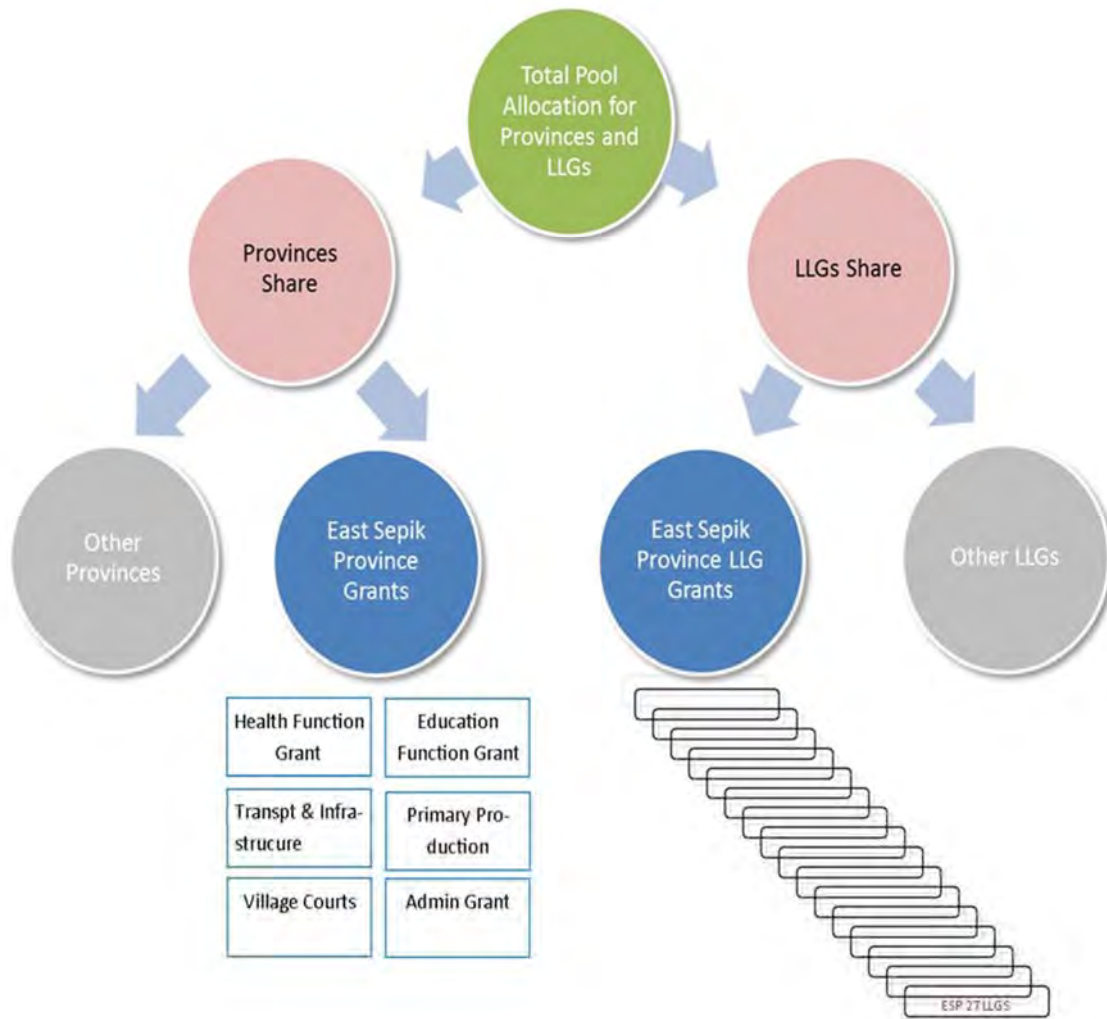 Total Pool
Allocation for
Provinces and
LLGs
Provinces
Share
LLGs Share
Other
Provinces
East Sepik
Province
Grants
East Sepik
Province LLG
Grants
Other LLGs
Health Function
Grant
Education
Function Grant
Transpt & Infra-
strucure
Primary Pro-
duction
Village Courts
Admin Grant
ESP 27 LLGS